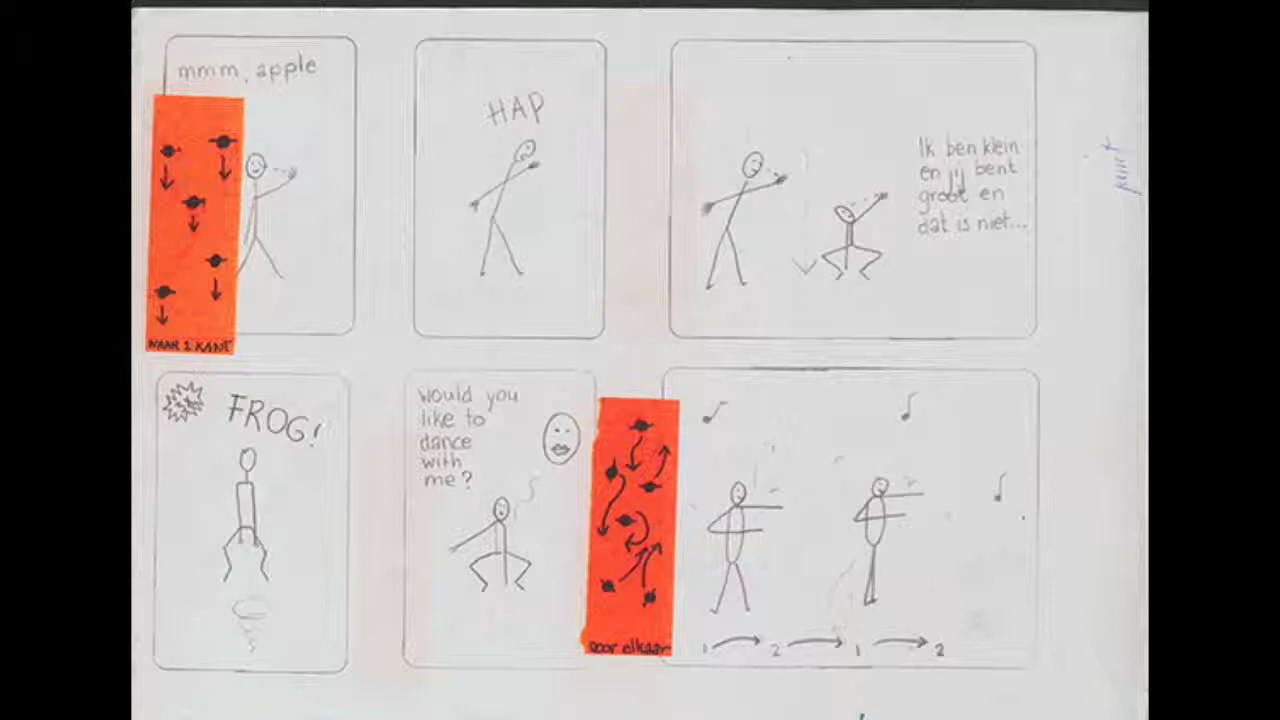 mmm, apple
NAAR 1 KANT
HAP
Ik ben klein
en jij bent
groot en
dat is niet...
FROG!
would you
like to
dance
with
me?
Door elkaar
1 2 1 2